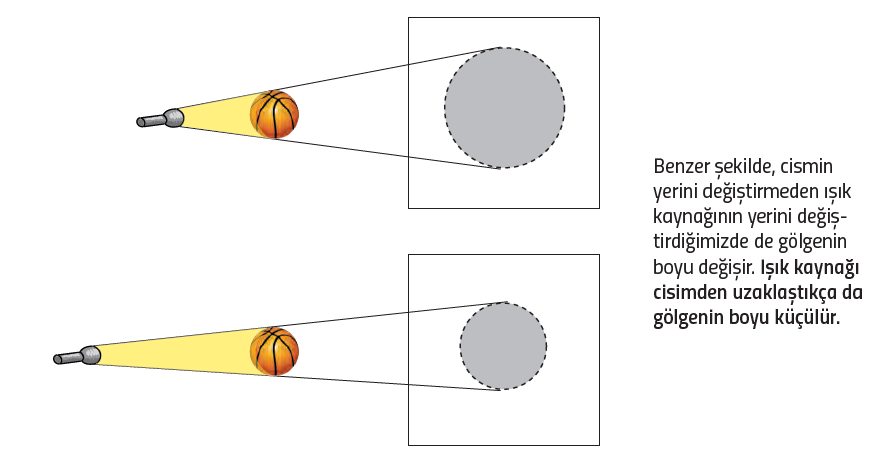 Benzer şekilde, cismin
yerini değiştirmeden ışık
kaynağının yerini değiş-
tirdiğimizde de gölgenin
boyu değişir. Işık kaynağı
cisimden uzaklaştıkça da
gölgenin boyu küçülür.